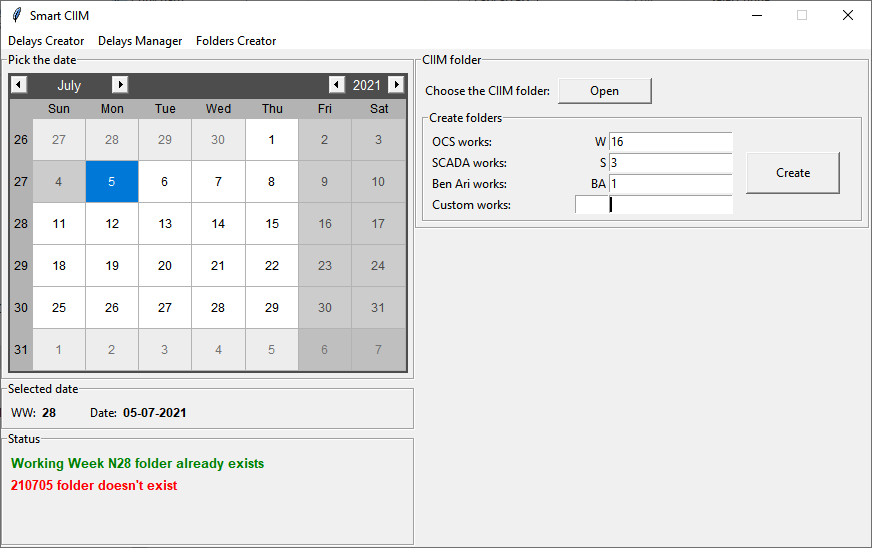 Smart CIIM
Delays Creator Delays Manager Folders Creator
Pick the date
July 2021
Sun Mon Tue Wed Thu Fri Sat
26 27 28 29 30 1 2 3
27 4 5 6 7 8 9 10
28 11 12 13 14 15 16 17
29 18 19 20 21 22 23 24
30 25 26 27 28 29 30 31
31 1 2 3 4 5 6 7
Selected date
WW: 28 Date: 05-07-2021
Status
Working Week N28 folder already exists
210705 folder doesn't exist
CIIM folder
Choose the CIIM folder: Open
Create folders
OCS works: W 16
SCADA works: S 3
Ben Ari works: BA 1
Custom works:
Create